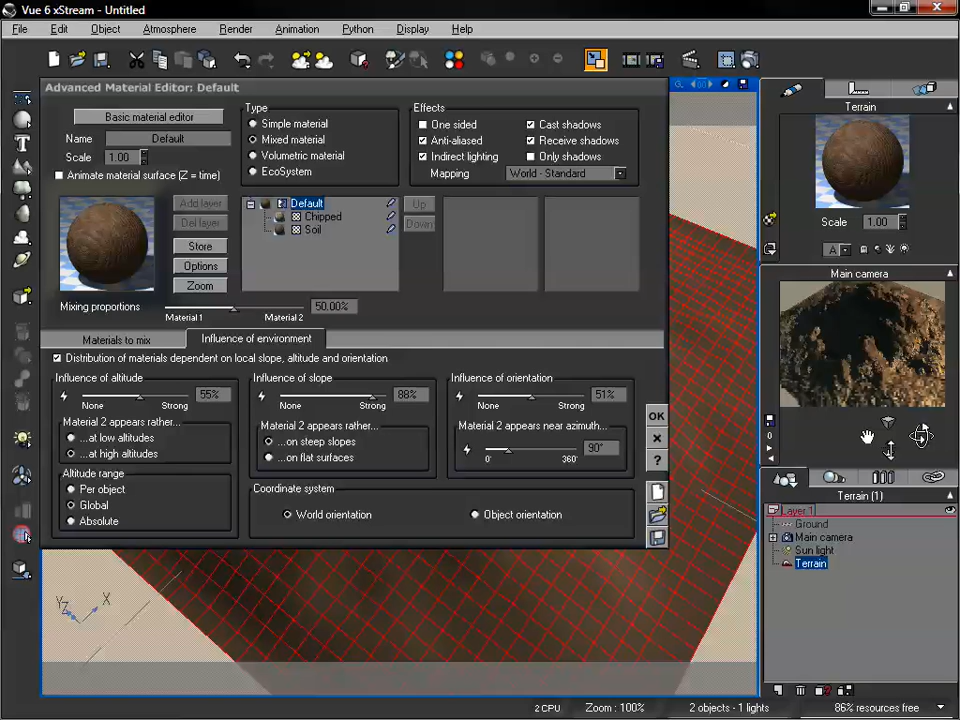 Vue 6 xStream - Untitled
File Edit Object Atmosphere Render Animation Python Display Help
Advanced Material Editor: Default
Basic material editor
Name Default
Scale 1.00
Animate material surface (Z = time)
Type
Simple material
Mixed material
Volumetric material
EcoSystem
Effects
One sided
Cast shadows
Anti-aliased
Receive shadows
Indirect lighting
Only shadows
Mapping World - Standard
Add layer
Del layer
Store
Options
Zoom
Default
Chipped
Soil
Up
Down
Mixing proportions
Material 1 Material 2
50.00%
Materials to mix
Influence of environment
Distribution of materials dependent on local slope, altitude and orientation
Influence of altitude
55%
None Strong
Material 2 appears rather...
...at low altitudes
...at high altitudes
Altitude range
Per object
Global
Absolute
Influence of slope
88%
None Strong
Material 2 appears rather...
...on steep slopes
...on flat surfaces
Influence of orientation
51%
None Strong
Material 2 appears near azimuth...
90°
0° 360°
Coordinate system
World orientation
Object orientation
OK
?
Terrain
Scale 1.00
A
Main camera
0
Terrain (1)
Layer 1
Ground
Main camera
Sun light
Terrain
Y Z X
2 CPU
Zoom : 100%
2 objects - 1 lights
86% resources free